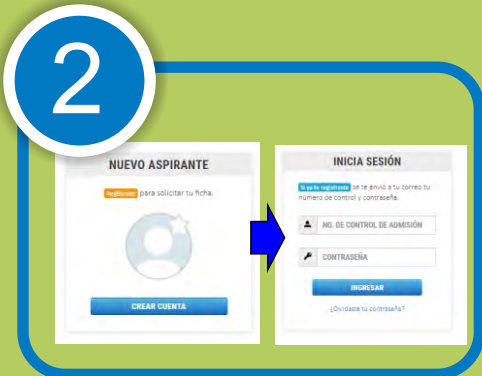 2
NUEVO ASPIRANTE
Regístrate para solicitar tu ficha.
CREAR CUENTA
INICIA SESIÓN
Si ya te registraste se te envió a tu correo tu
número de control y contraseña.
NO. DE CONTROL DE ADMISIÓN
CONTRASEÑA
INGRESAR
¿Olvidaste tu contraseña?